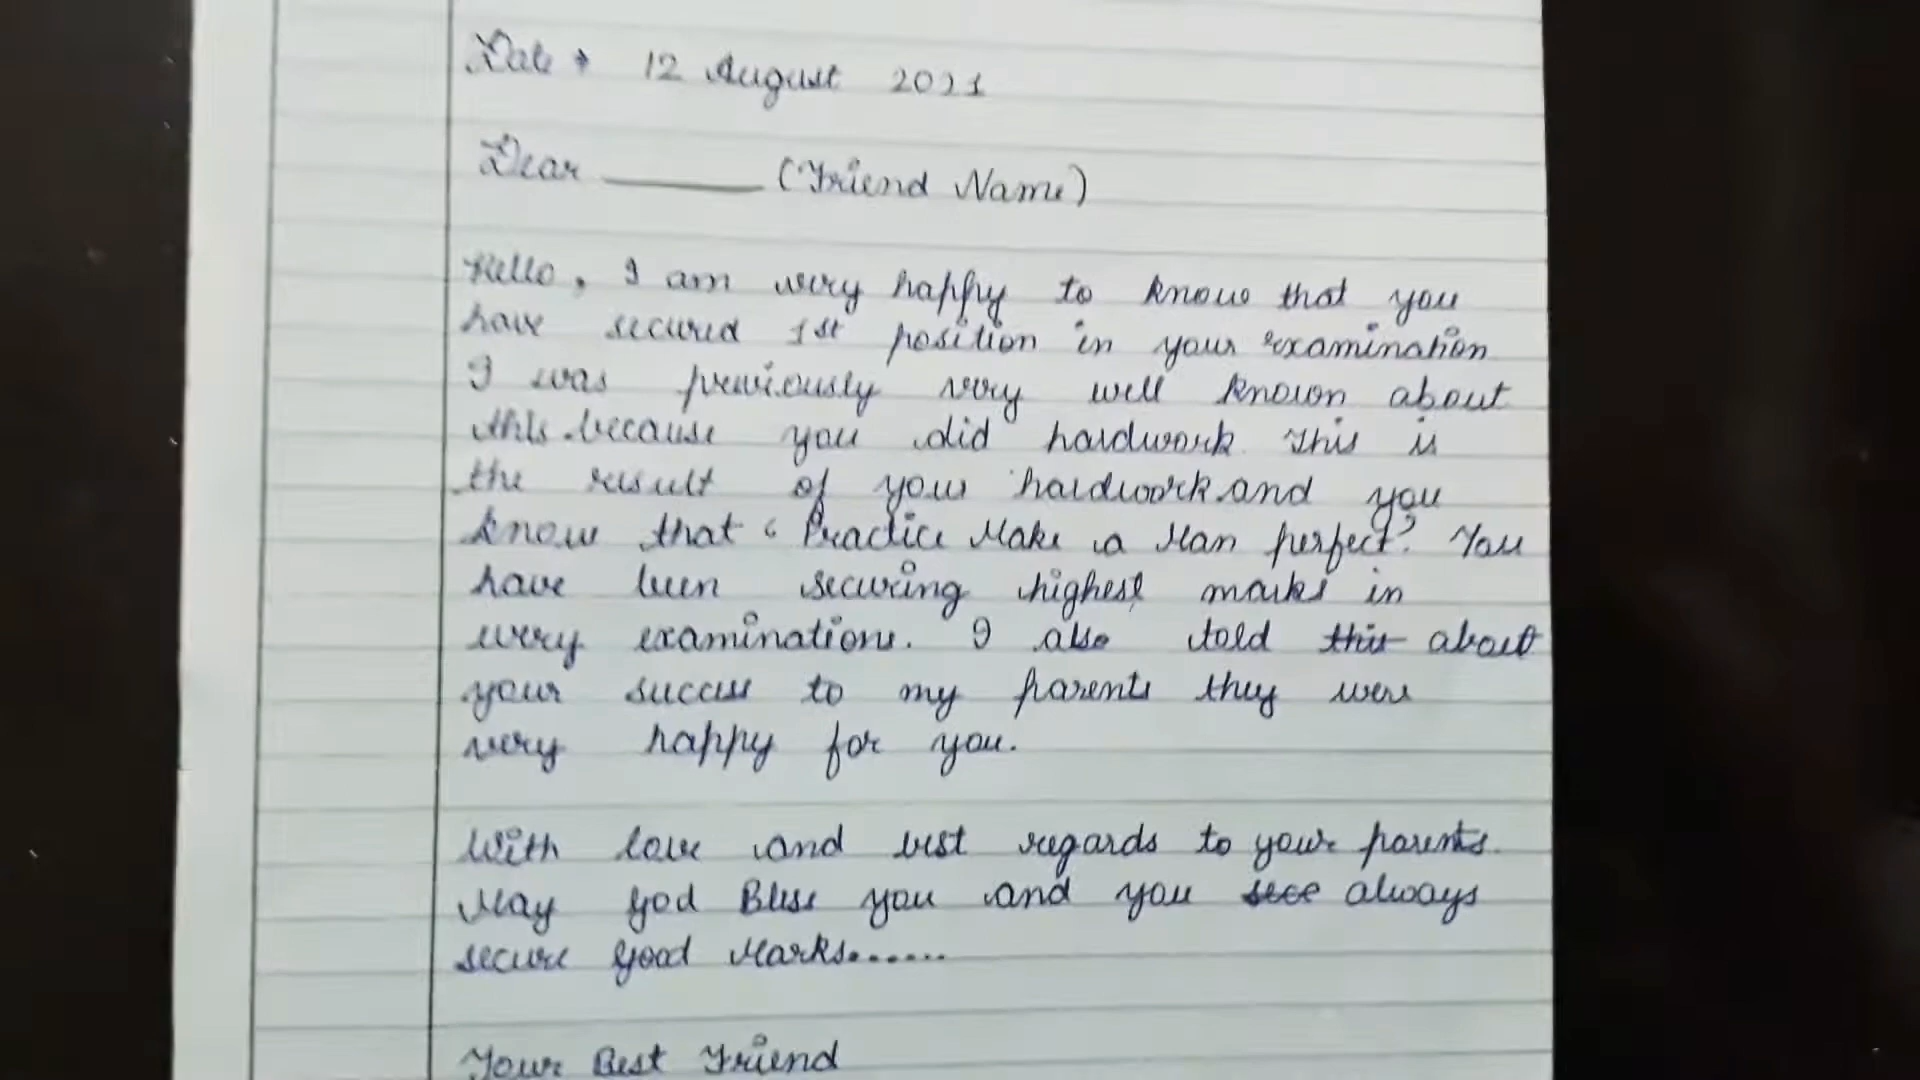 Date → 12 August 2021
Dear ______ (Friend Name)
Hello, I am very happy to know that you
have secured 1st position in your examination
I was previously very well known about
this because you did hardwork. This is
the result of your hardwork and you
know that "Practice Make a Man perfect". You
have been securing highest marks in
every examinations. I also told this about
your success to my parents they were
very happy for you.
With love and best regards to your parents.
May god Bless you and you always
secure good Marks.......
Your Best Friend